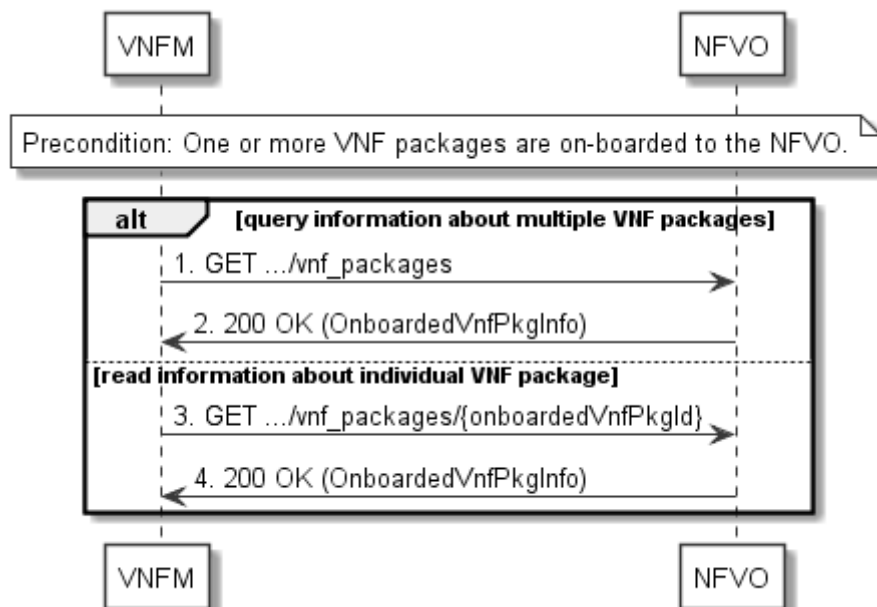 VNFM NFVO
Precondition: One or more VNF packages are on-boarded to the NFVO.
alt [query information about multiple VNF packages]
1. GET .../vnf_packages
2. 200 OK (OnboardedVnfPkgInfo)
[read information about individual VNF package]
3. GET .../vnf_packages/{onboardedVnfPkgId}
4. 200 OK (OnboardedVnfPkgInfo)
VNFM NFVO